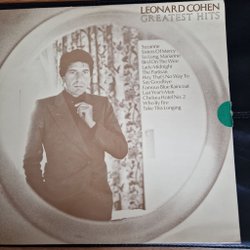 LEONARD COHEN
GREATEST HITS
Suzanne
Sisters Of Mercy
So Long, Marianne
Bird On The Wire
Lady Midnight
The Partisan
Hey, That's No Way To
Say Goodbye
Famous Blue Raincoat
Last Year's Man
Chelsea Hotel No. 2
Who By Fire
Take This Longing